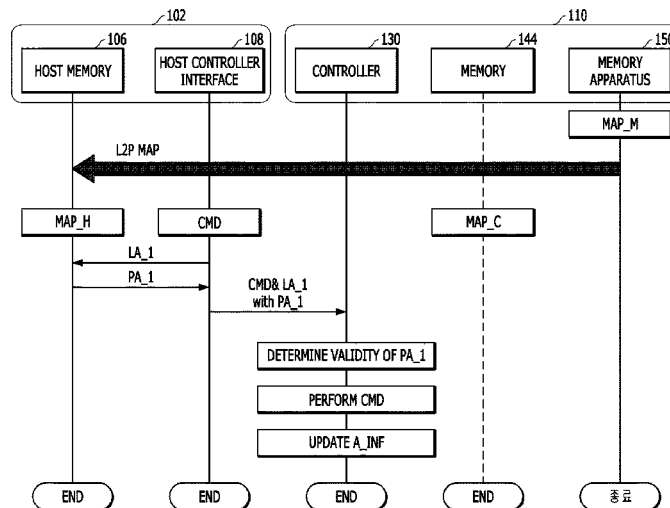 102
110
106
108
130
144
150
HOST MEMORY
HOST CONTROLLER
INTERFACE
CONTROLLER
MEMORY
MEMORY
APPARATUS
MAP_M
L2P MAP
MAP_H
CMD
MAP_C
LA_1
PA_1
CMD& LA_1
with PA_1
DETERMINE VALIDITY OF PA_1
PERFORM CMD
UPDATE A_INF
END
END
END
END
종료